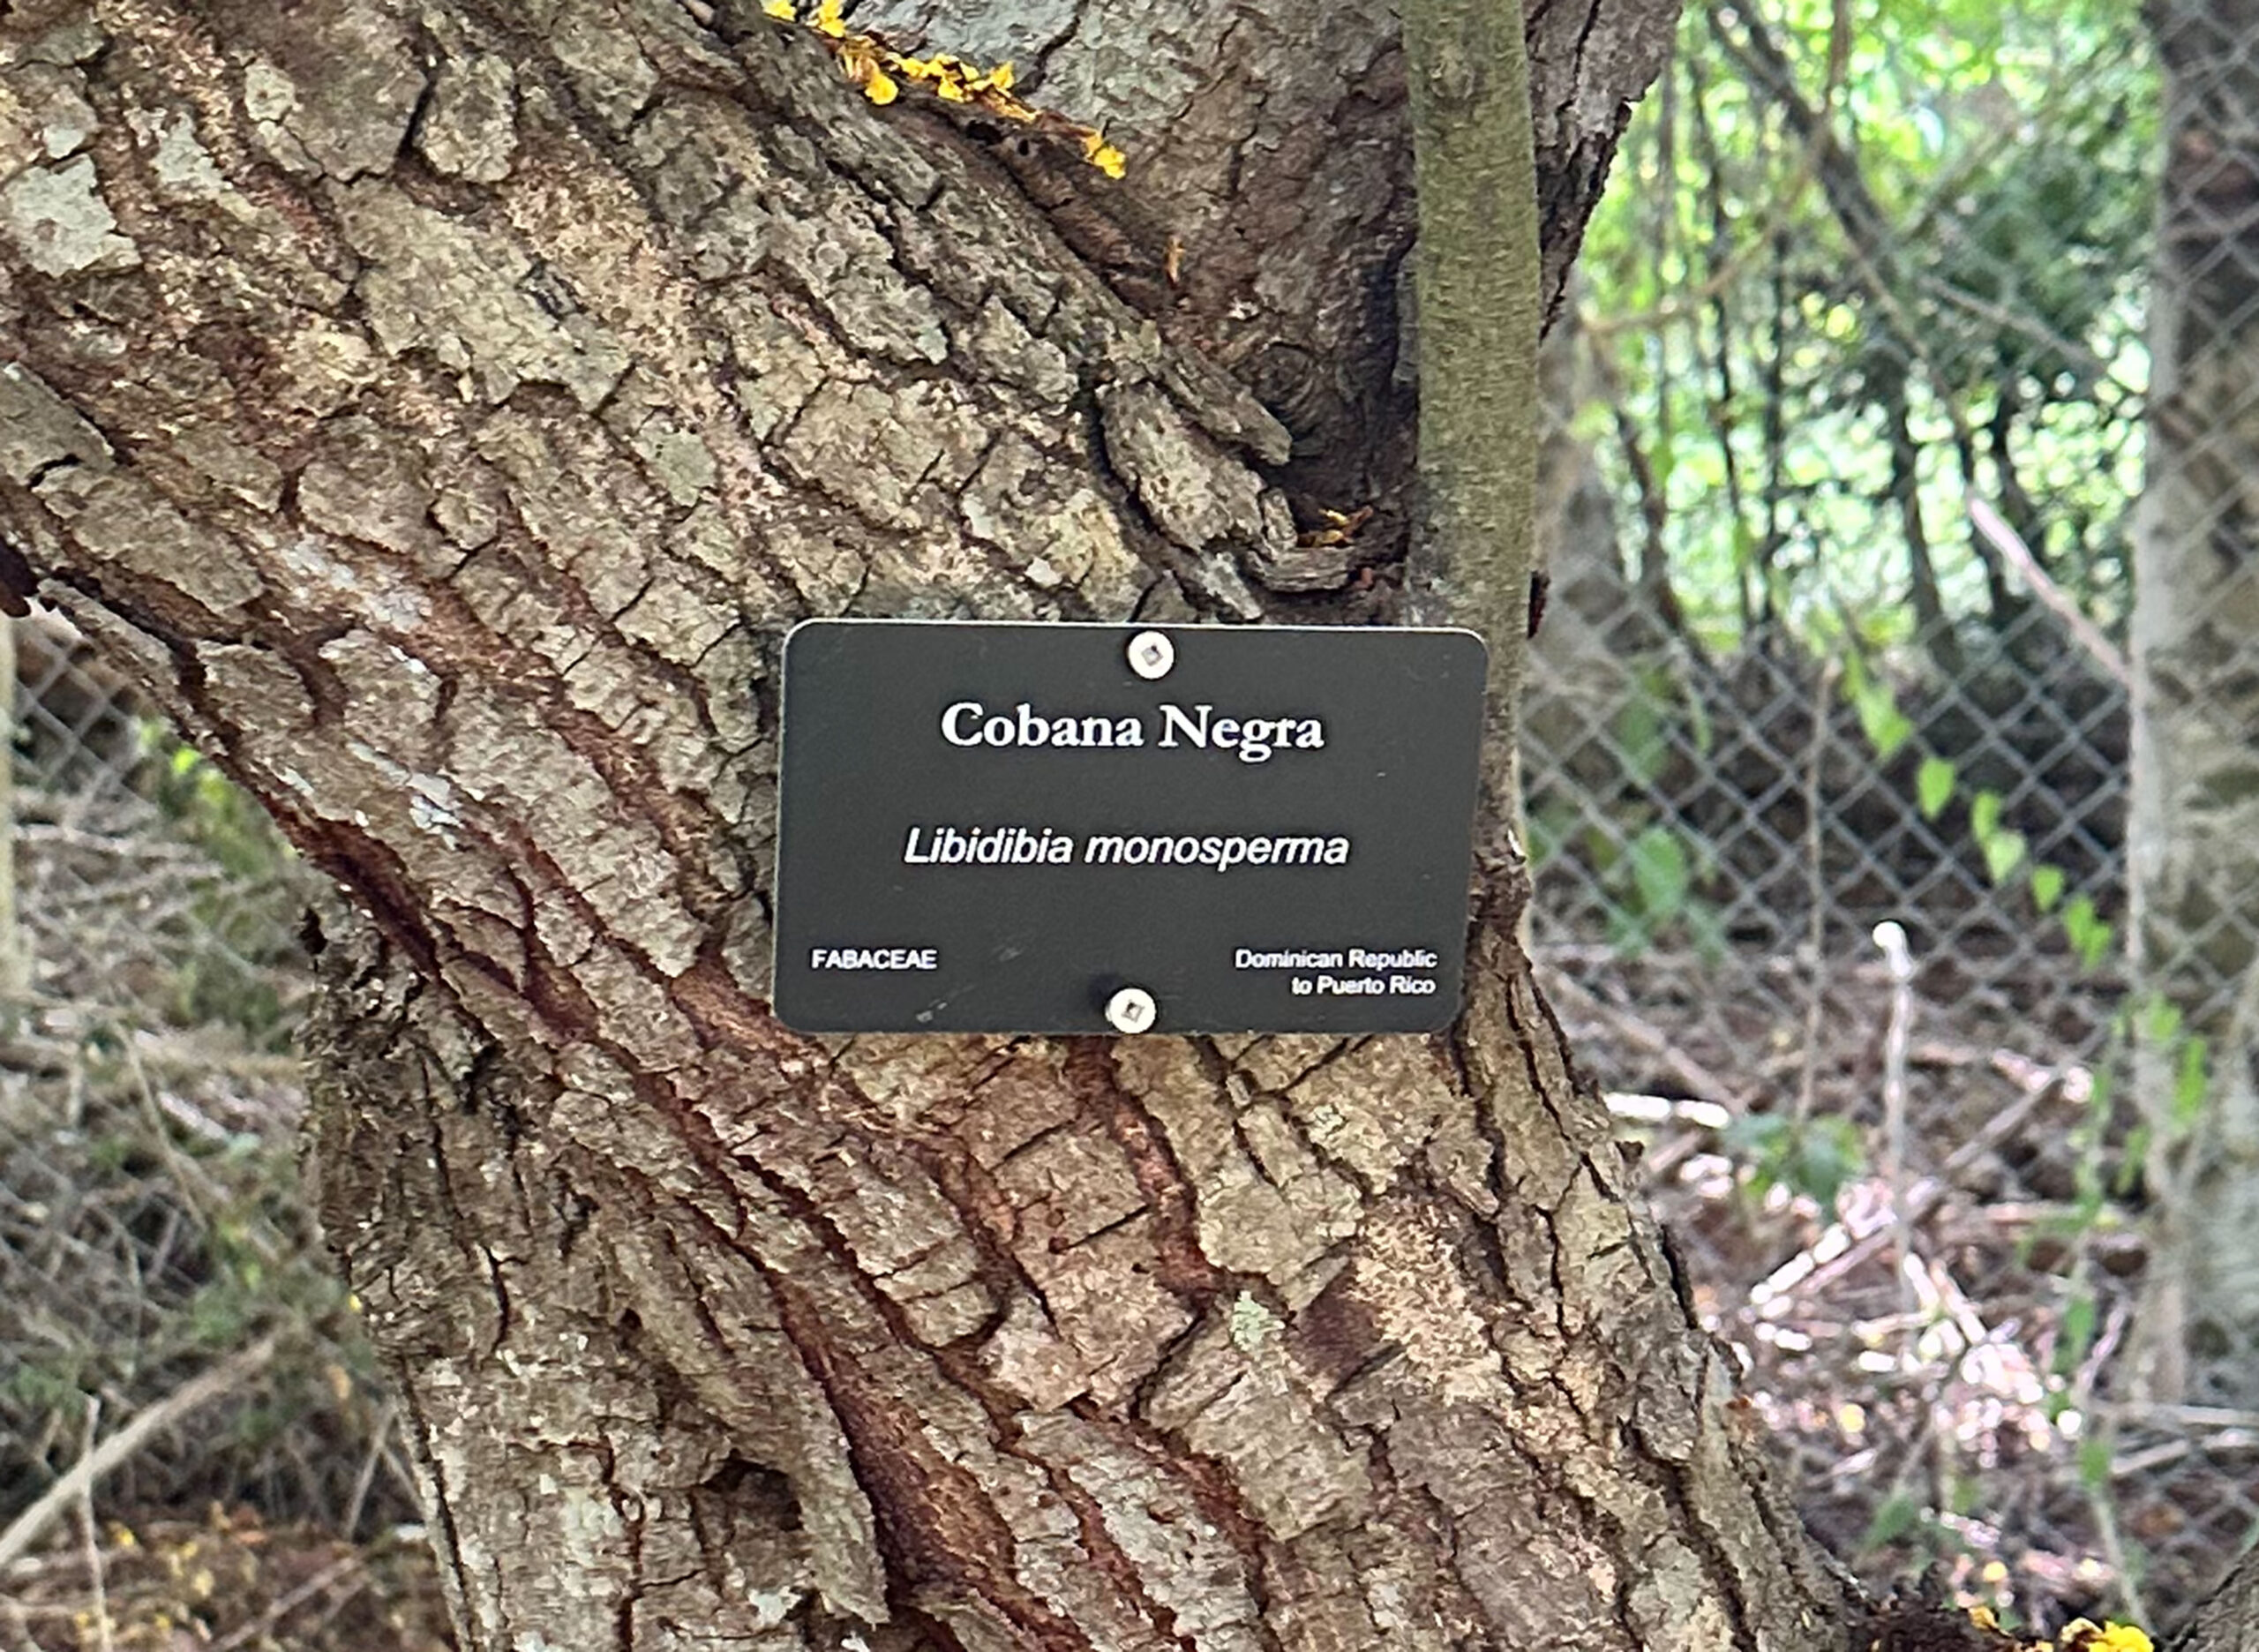 Cobana Negra
Libidibia monosperma
FABACEAE
Dominican Republic
to Puerto Rico